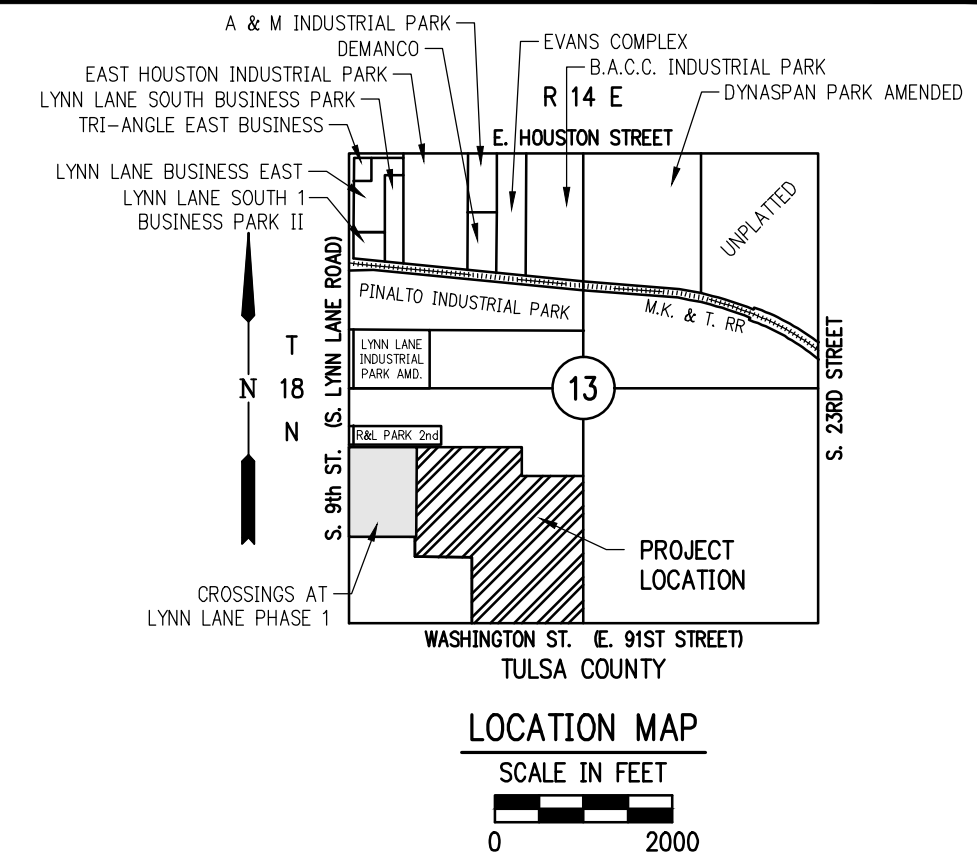 A & M INDUSTRIAL PARK
DEMANCO
EAST HOUSTON INDUSTRIAL PARK
LYNN LANE SOUTH BUSINESS PARK
TRI-ANGLE EAST BUSINESS
EVANS COMPLEX
B.A.C.C. INDUSTRIAL PARK
R 14 E
DYNASPAN PARK AMENDED
E. HOUSTON STREET
LYNN LANE BUSINESS EAST
LYNN LANE SOUTH 1
BUSINESS PARK II
UNPLATTED
PINALTO INDUSTRIAL PARK
M.K. & T. RR
S. 9th ST. (S. LYNN LANE ROAD)
S. 23RD STREET
T
N 18
N
LYNN LANE
INDUSTRIAL
PARK AMD.
13
R&L PARK 2nd
PROJECT
LOCATION
CROSSINGS AT
LYNN LANE PHASE 1
WASHINGTON ST. (E. 91ST STREET)
TULSA COUNTY
LOCATION MAP
SCALE IN FEET
0 2000